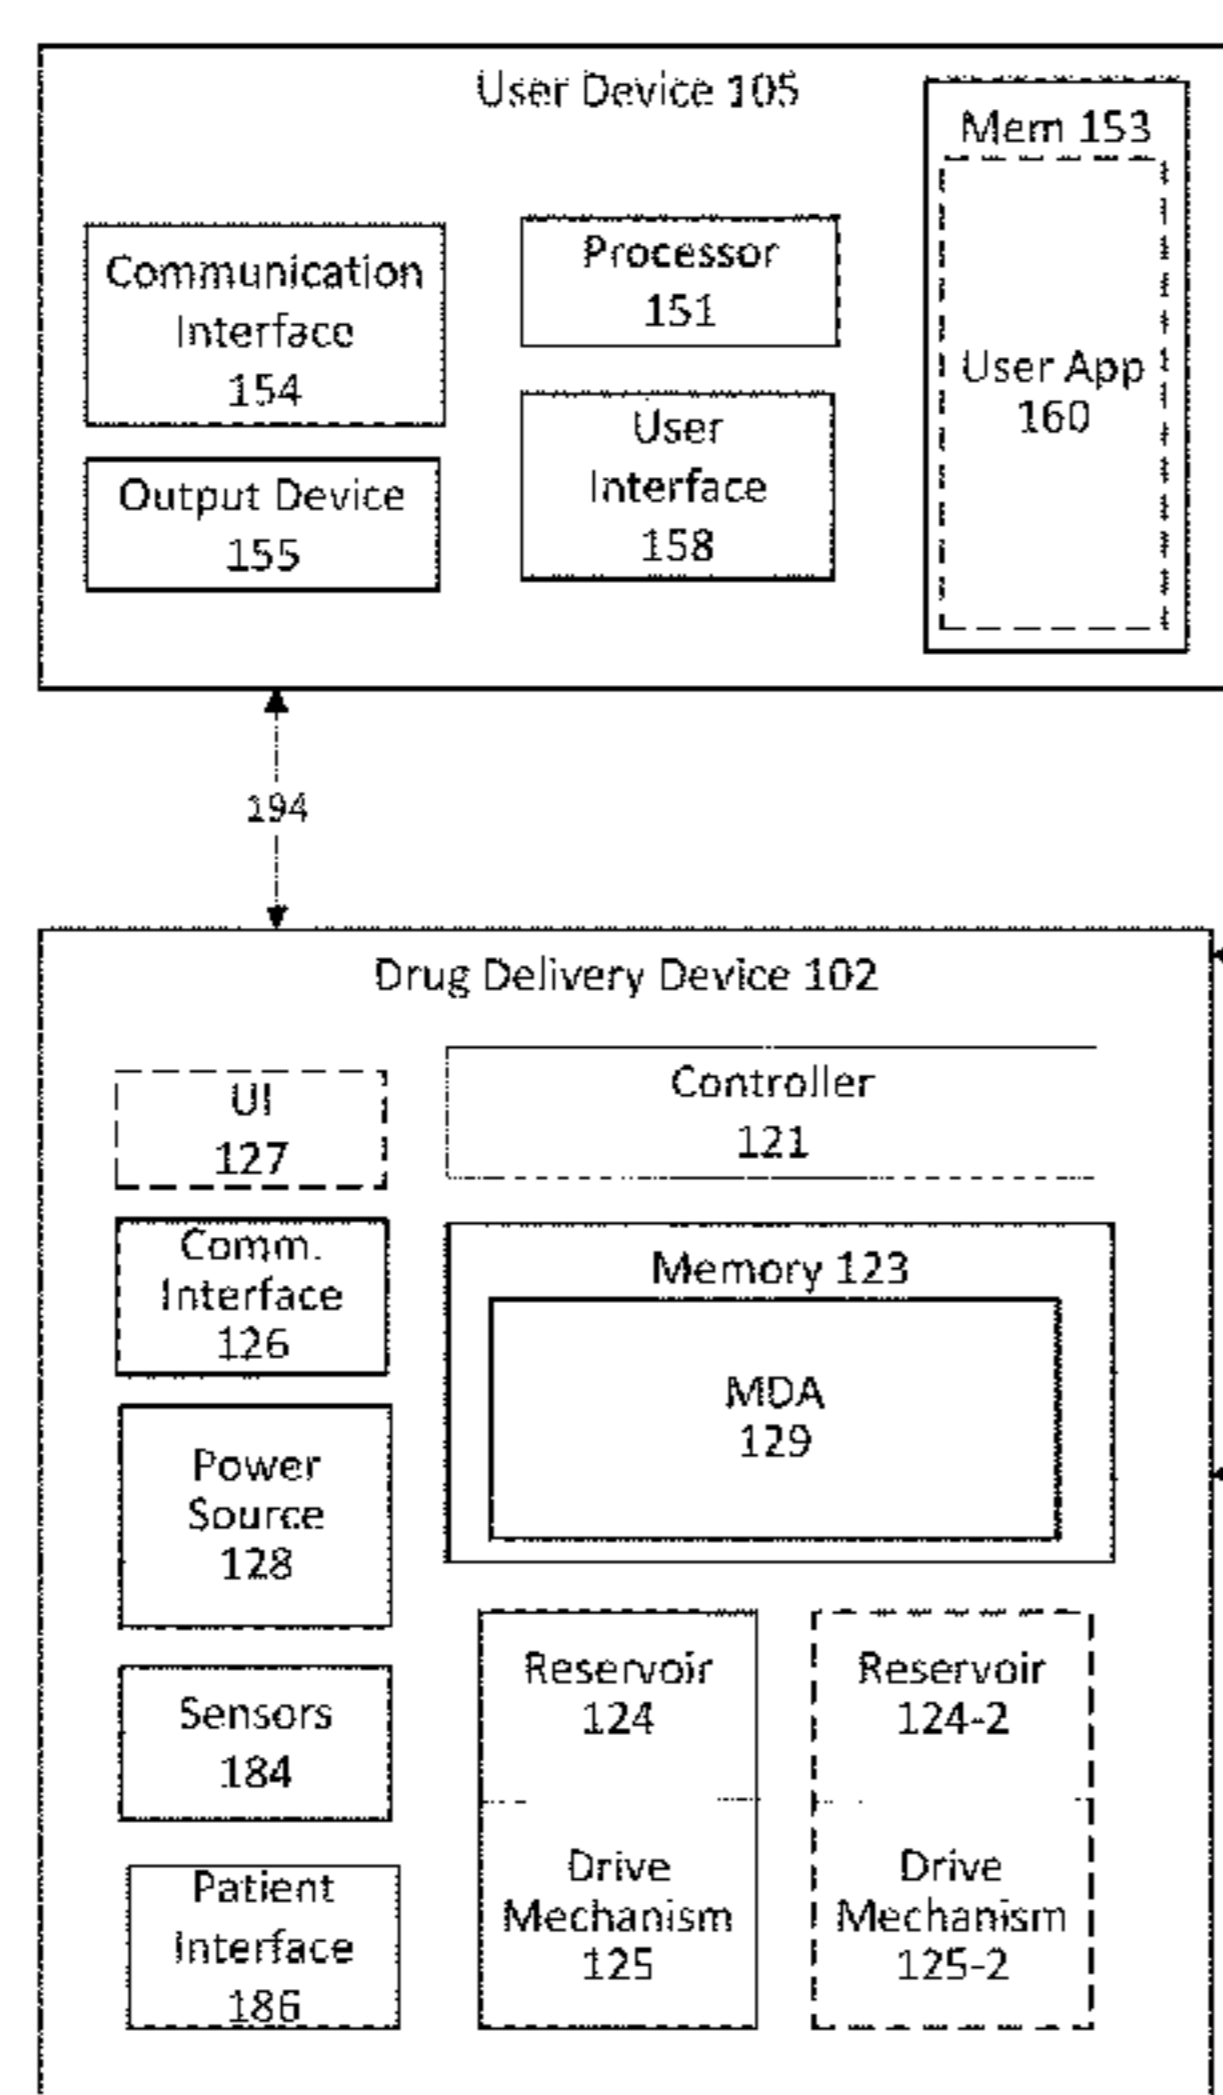 User Device 105
Mem 153
Communication
Interface
154
Processor
151
User App
160
Output Device
155
User
Interface
158
194
Drug Delivery Device 102
UI
127
Controller
121
Comm.
Interface
126
Memory 123
MDA
129
Power
Source
128
Sensors
184
Reservoir
124
Reservoir
124-2
Patient
Interface
186
Drive
Mechanism
125
Drive
Mechanism
125-2